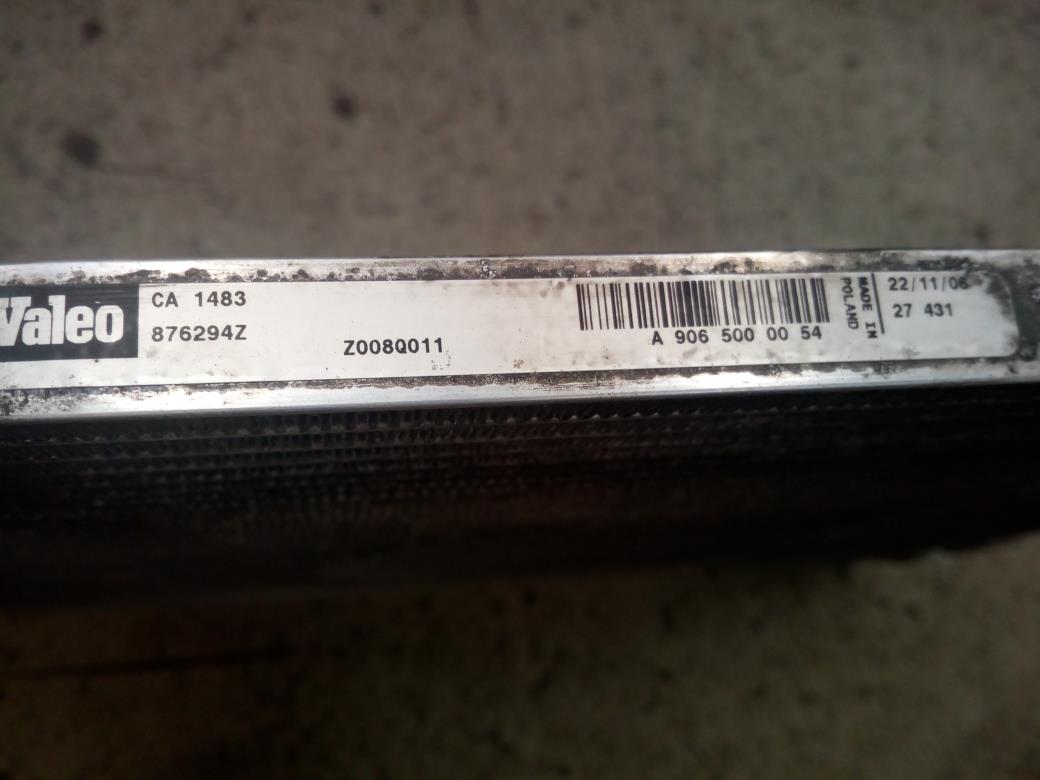 Valeo
CA 1483
876294Z
Z008Q011
A 906 500 00 54
MADE IN
POLAND
22/11/06
27 431